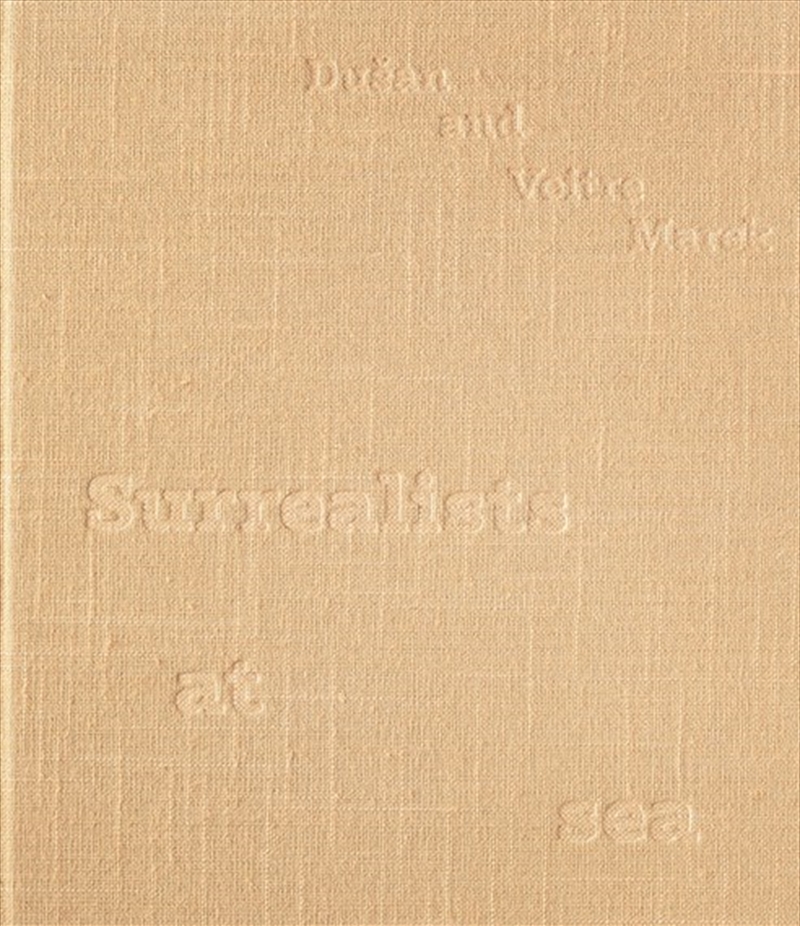 Dušan
and
Voitre
Marek
Surrealists
at
sea